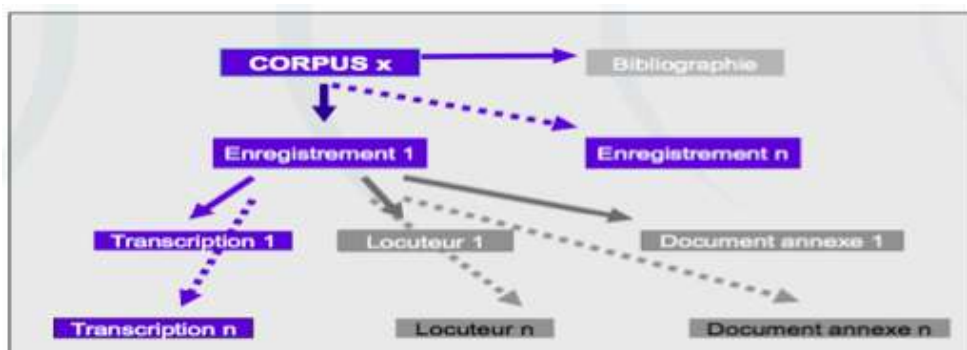 CORPUS x
Bibliographie
Enregistrement 1
Enregistrement n
Transcription 1
Locuteur 1
Document annexe 1
Transcription n
Locuteur n
Document annexe n